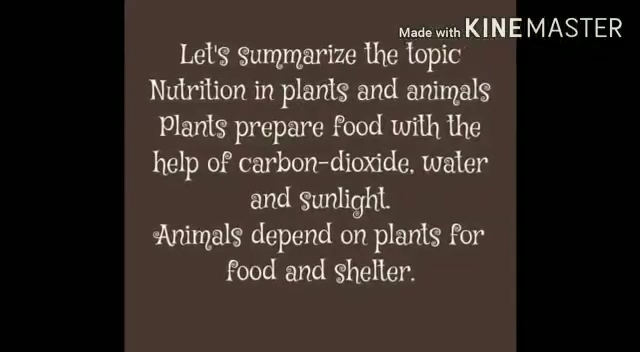 Made with KINEMASTER
Let's summarize the topic
Nutrition in plants and animals
Plants prepare food with the
help of carbon-dioxide, water
and sunlight.
Animals depend on plants for
food and shelter.